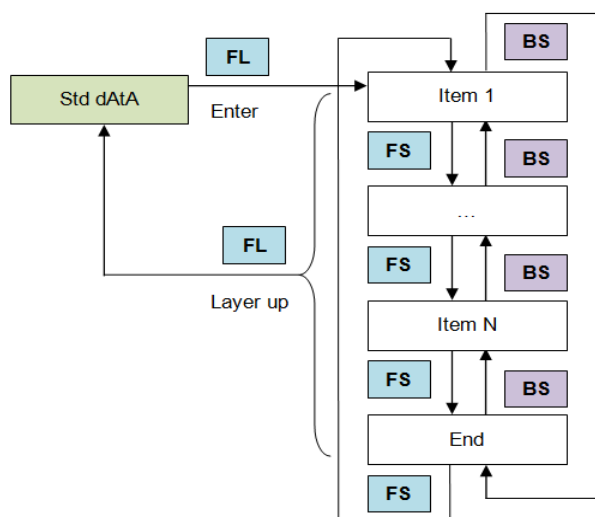 BS
FL
Std dAtA
Item 1
Enter
FS
BS
...
FL
FS
BS
Layer up
Item N
FS
BS
End
FS